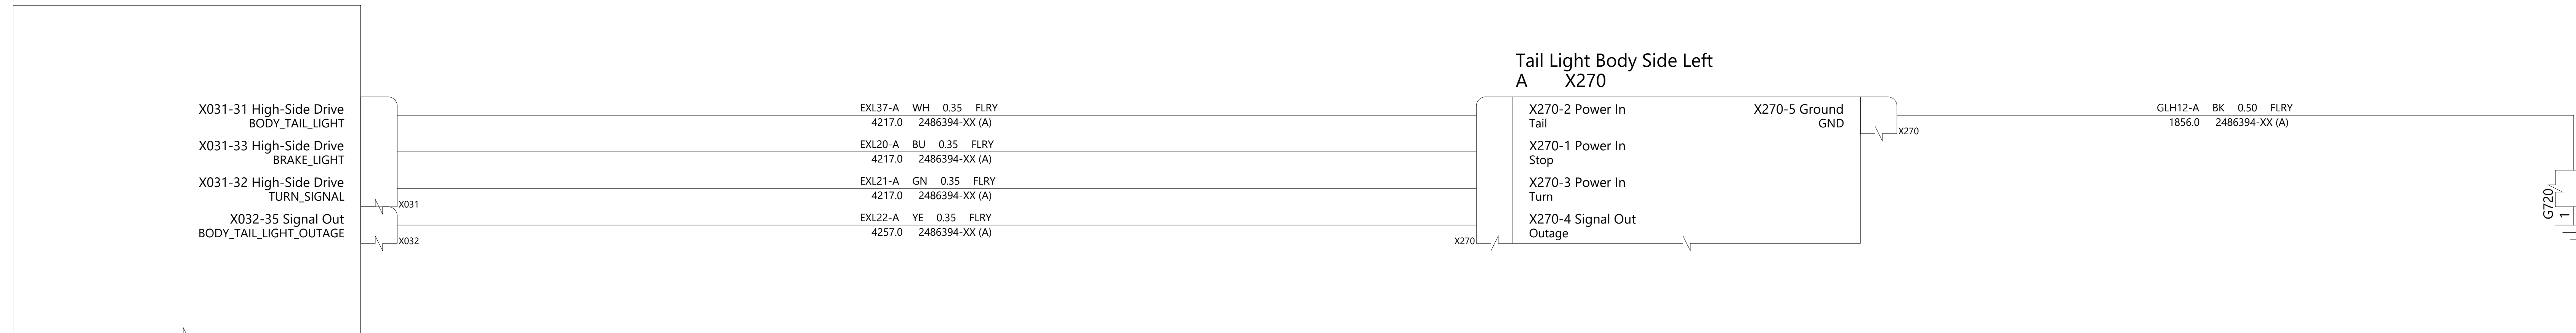 Tail Light Body Side Left
A X270
X031-31 High-Side Drive
BODY_TAIL_LIGHT
EXL37-A WH 0.35 FLRY
4217.0 2486394-XX (A)
X270-2 Power In
Tail
X270-5 Ground
GND
X270
GLH12-A BK 0.50 FLRY
1856.0 2486394-XX (A)
X031-33 High-Side Drive
BRAKE_LIGHT
EXL20-A BU 0.35 FLRY
4217.0 2486394-XX (A)
X270-1 Power In
Stop
X031-32 High-Side Drive
TURN_SIGNAL
X031
EXL21-A GN 0.35 FLRY
4217.0 2486394-XX (A)
X270-3 Power In
Turn
X032-35 Signal Out
BODY_TAIL_LIGHT_OUTAGE
X032
EXL22-A YE 0.35 FLRY
4257.0 2486394-XX (A)
X270
X270-4 Signal Out
Outage
G720
1